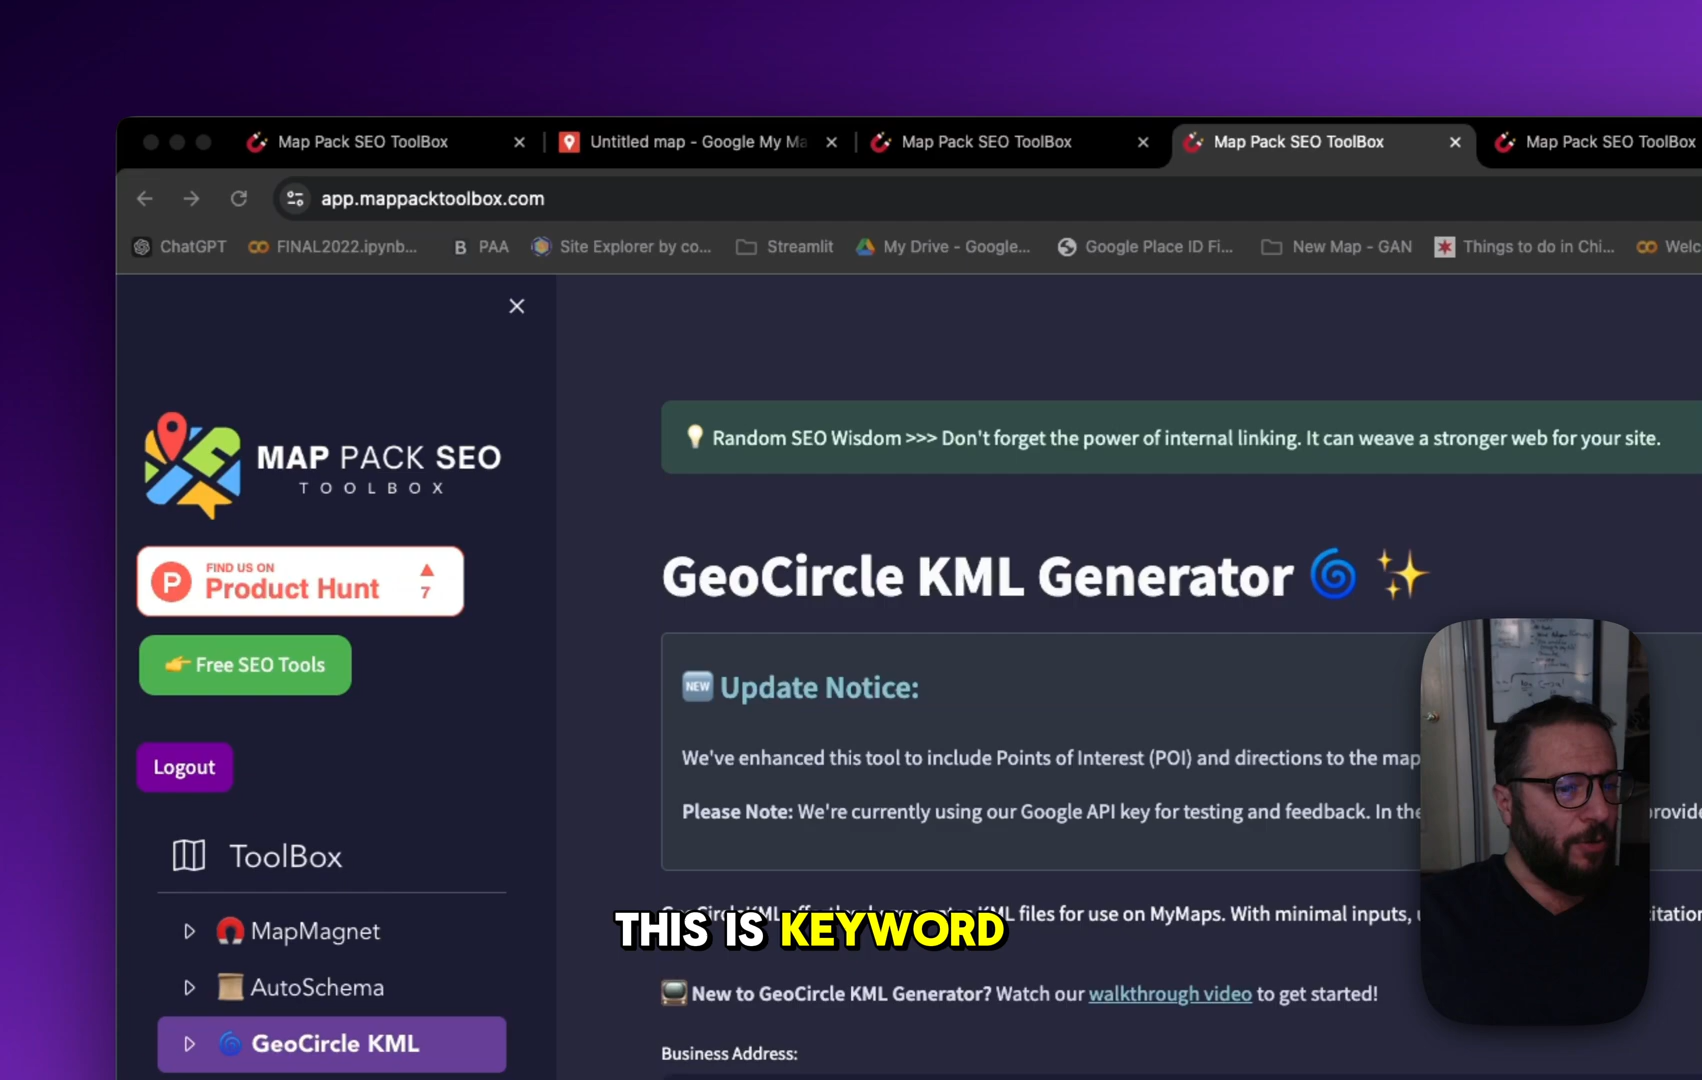 Map Pack SEO ToolBox
Untitled map - Google My Ma
Map Pack SEO ToolBox
Map Pack SEO ToolBox
Map Pack SEO ToolBox
app.mappacktoolbox.com
ChatGPT
FINAL2022.ipynb...
B PAA
Site Explorer by co...
Streamlit
My Drive - Google...
Google Place ID Fi...
New Map - GAN
Things to do in Chi...
Welc
MAP PACK SEO
TOOLBOX
FIND US ON
P Product Hunt
7
Free SEO Tools
Logout
ToolBox
MapMagnet
AutoSchema
GeoCircle KML
Random SEO Wisdom >>> Don't forget the power of internal linking. It can weave a stronger web for your site.
GeoCircle KML Generator
NEW Update Notice:
We've enhanced this tool to include Points of Interest (POI) and directions to the map
Please Note: We're currently using our Google API key for testing and feedback. In the
KML files for use on MyMaps. With minimal inputs,
THIS IS KEYWORD
New to GeoCircle KML Generator? Watch our walkthrough video to get started!
Business Address: